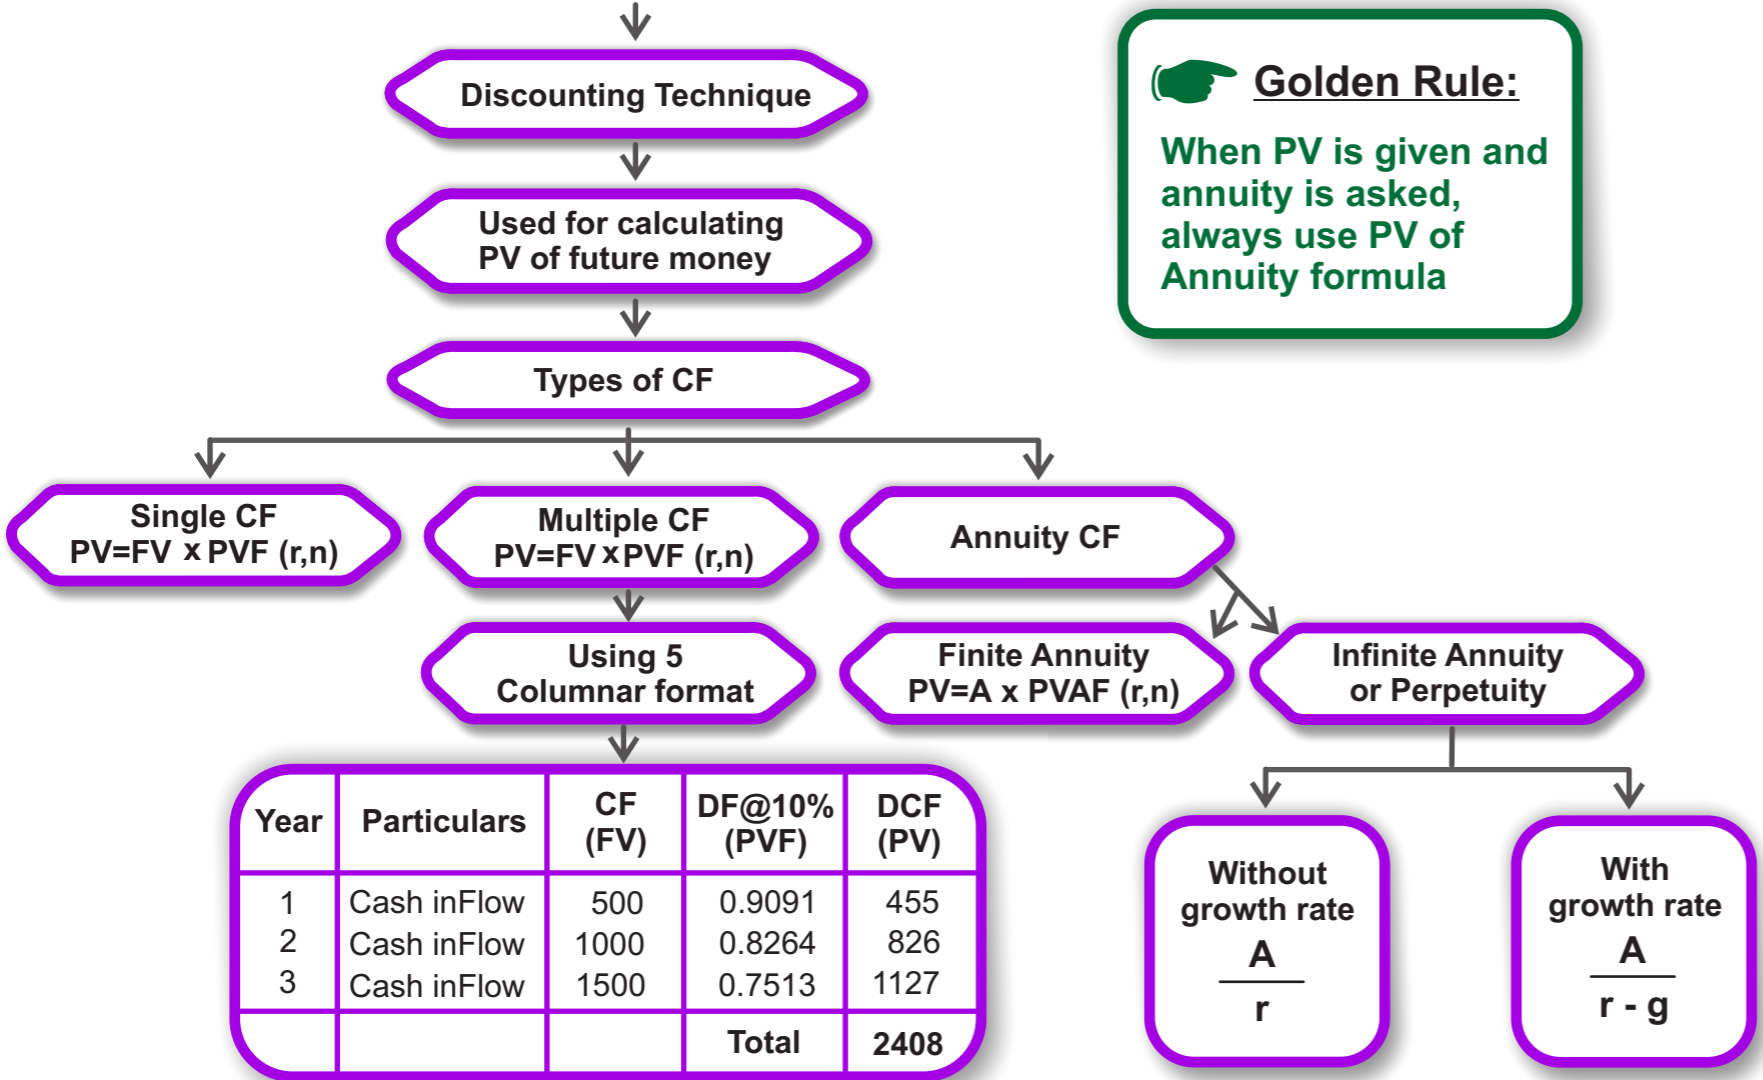 Discounting Technique
Golden Rule:
When PV is given and
annuity is asked,
always use PV of
Annuity formula
Used for calculating
PV of future money
Types of CF
Single CF
PV=FV x PVF (r,n)
Multiple CF
PV=FV x PVF (r,n)
Annuity CF
Using 5
Columnar format
Finite Annuity
PV=A x PVAF (r,n)
Infinite Annuity
or Perpetuity
Year Particulars CF (FV) DF@10% (PVF) DCF (PV)
1 Cash inFlow 500 0.9091 455
2 Cash inFlow 1000 0.8264 826
3 Cash inFlow 1500 0.7513 1127
Total 2408
Without
growth rate
A
r
With
growth rate
A
r - g